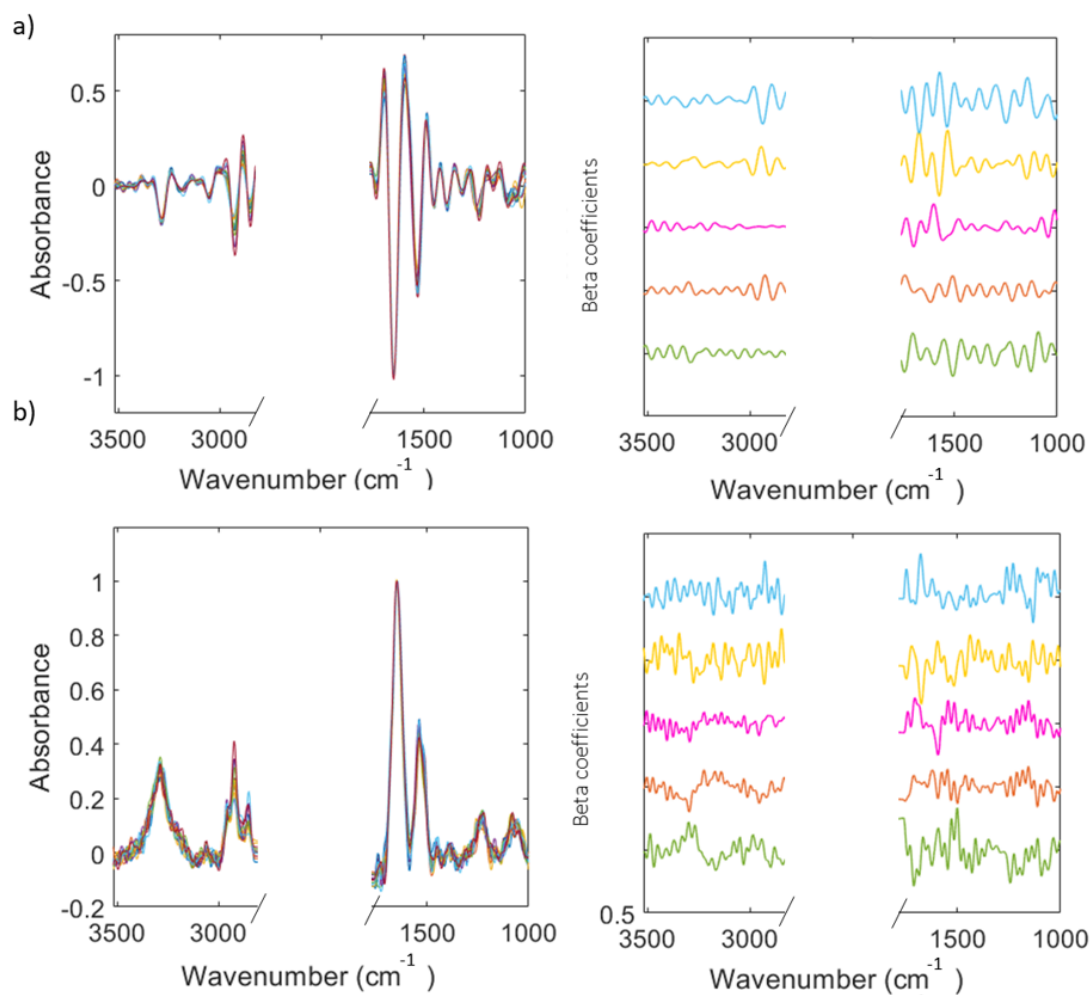 a)
0.5
0
-0.5
-1
Absorbance
3500 3000 1500 1000
Wavenumber (cm-1 )
Beta coefficients
3500 3000 1500 1000
Wavenumber (cm-1 )
b)
1
0.8
0.6
0.4
0.2
0
-0.2
Absorbance
3500 3000 1500 1000
Wavenumber (cm-1 )
Beta coefficients
0.5
3500 3000 1500 1000
Wavenumber (cm-1 )